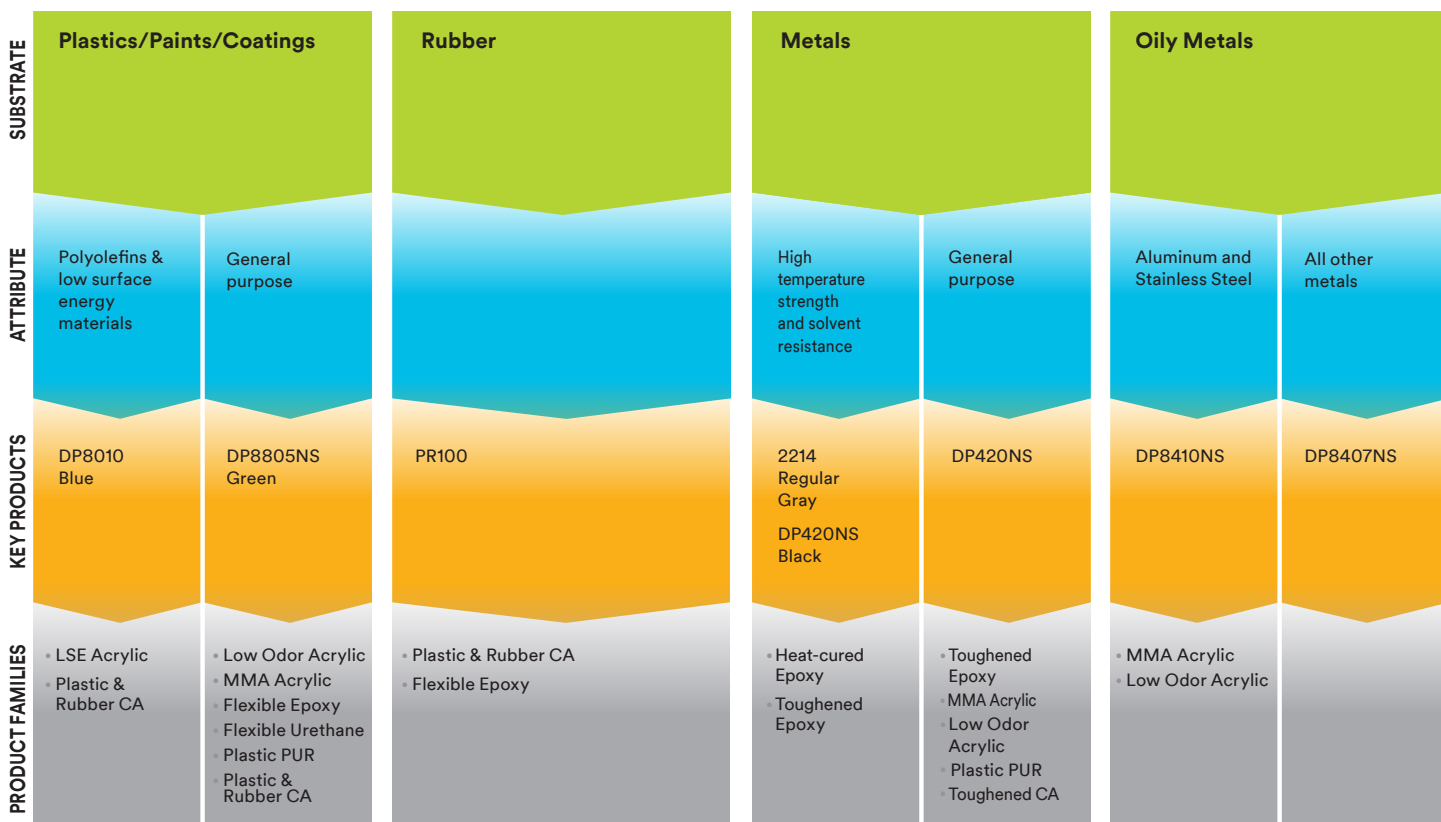 SUBSTRATE
Plastics/Paints/Coatings
Rubber
Metals
Oily Metals
ATTRIBUTE
Polyolefins &
low surface
energy
materials
General
purpose
High
temperature
strength
and solvent
resistance
General
purpose
Aluminum and
Stainless Steel
All other
metals
KEY PRODUCTS
DP8010
Blue
DP8805NS
Green
PR100
2214
Regular
Gray
DP420NS
Black
DP420NS
DP8410NS
DP8407NS
PRODUCT FAMILIES
• LSE Acrylic
• Plastic &
Rubber CA
• Low Odor Acrylic
• MMA Acrylic
• Flexible Epoxy
• Flexible Urethane
• Plastic PUR
• Plastic &
Rubber CA
• Plastic & Rubber CA
• Flexible Epoxy
• Heat-cured
Epoxy
• Toughened
Epoxy
• Toughened
Epoxy
• MMA Acrylic
• Low Odor
Acrylic
• Plastic PUR
• Toughened CA
• MMA Acrylic
• Low Odor Acrylic